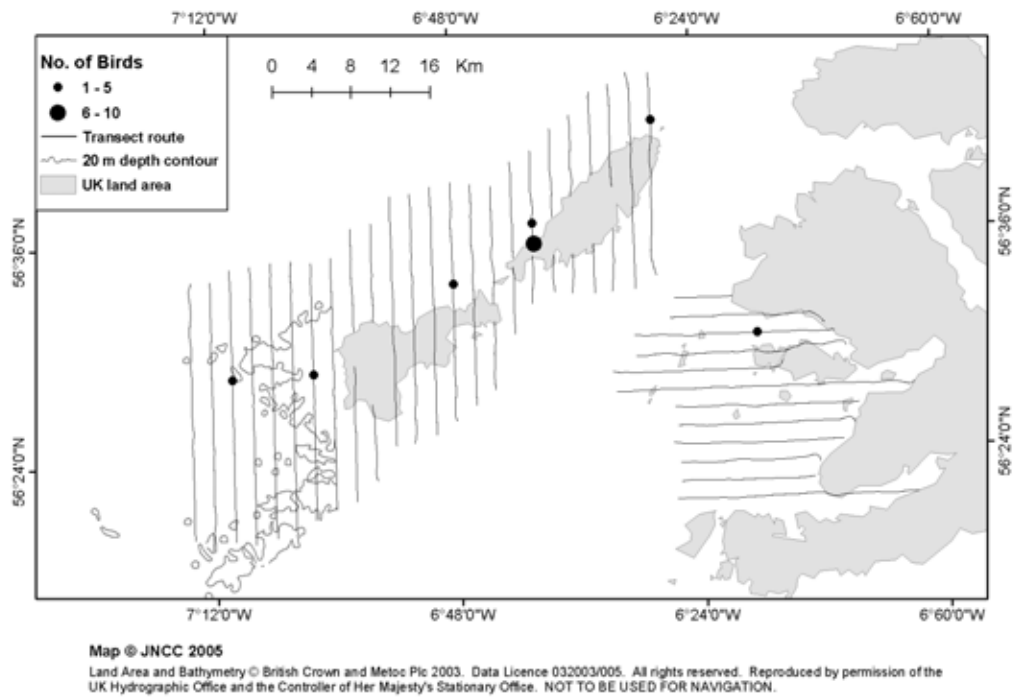 7°12'0"W 6°48'0"W 6°24'0"W 6°60'0"W
No. of Birds
1 - 5
6 - 10
Transect route
20 m depth contour
UK land area
0 4 8 12 16 Km
56°36'0"N
56°36'0"N
56°24'0"N
56°24'0"N
7°12'0"W 6°48'0"W 6°24'0"W 6°60'0"W
Map © JNCC 2005
Land Area and Bathymetry © British Crown and Metoc Plc 2003. Data Licence 032003/005. All rights reserved. Reproduced by permission of the
UK Hydrographic Office and the Controller of Her Majesty's Stationary Office. NOT TO BE USED FOR NAVIGATION.